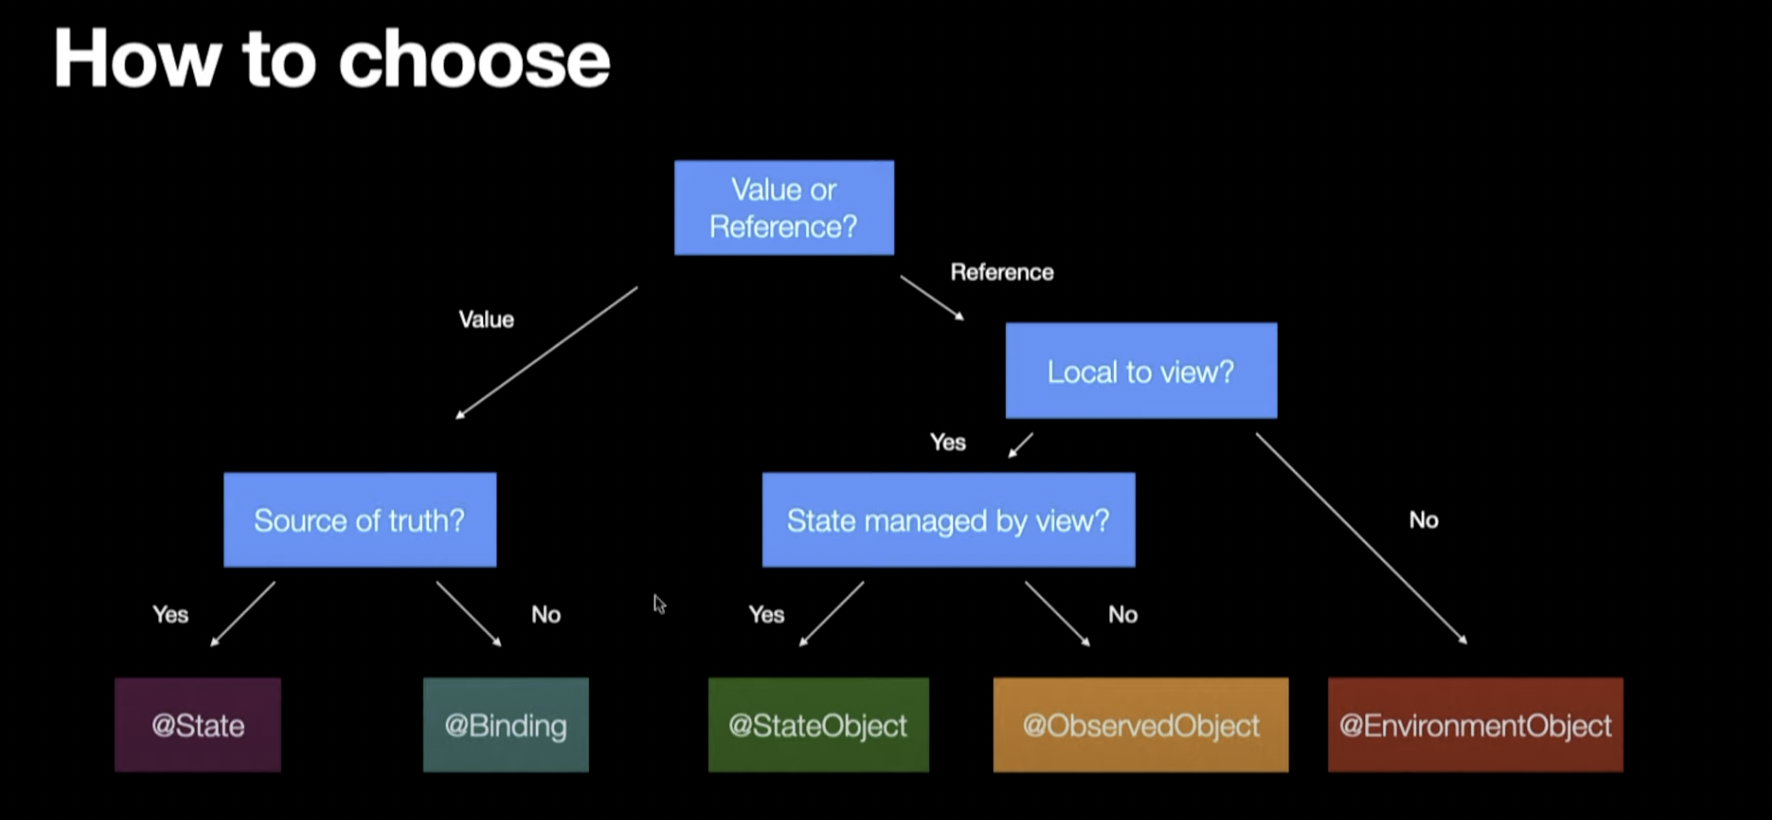 How to choose
Value or
Reference?
Reference
Value
Local to view?
Yes
Source of truth?
State managed by view?
No
Yes
No
Yes
No
@State
@Binding
@StateObject
@ObservedObject
@EnvironmentObject